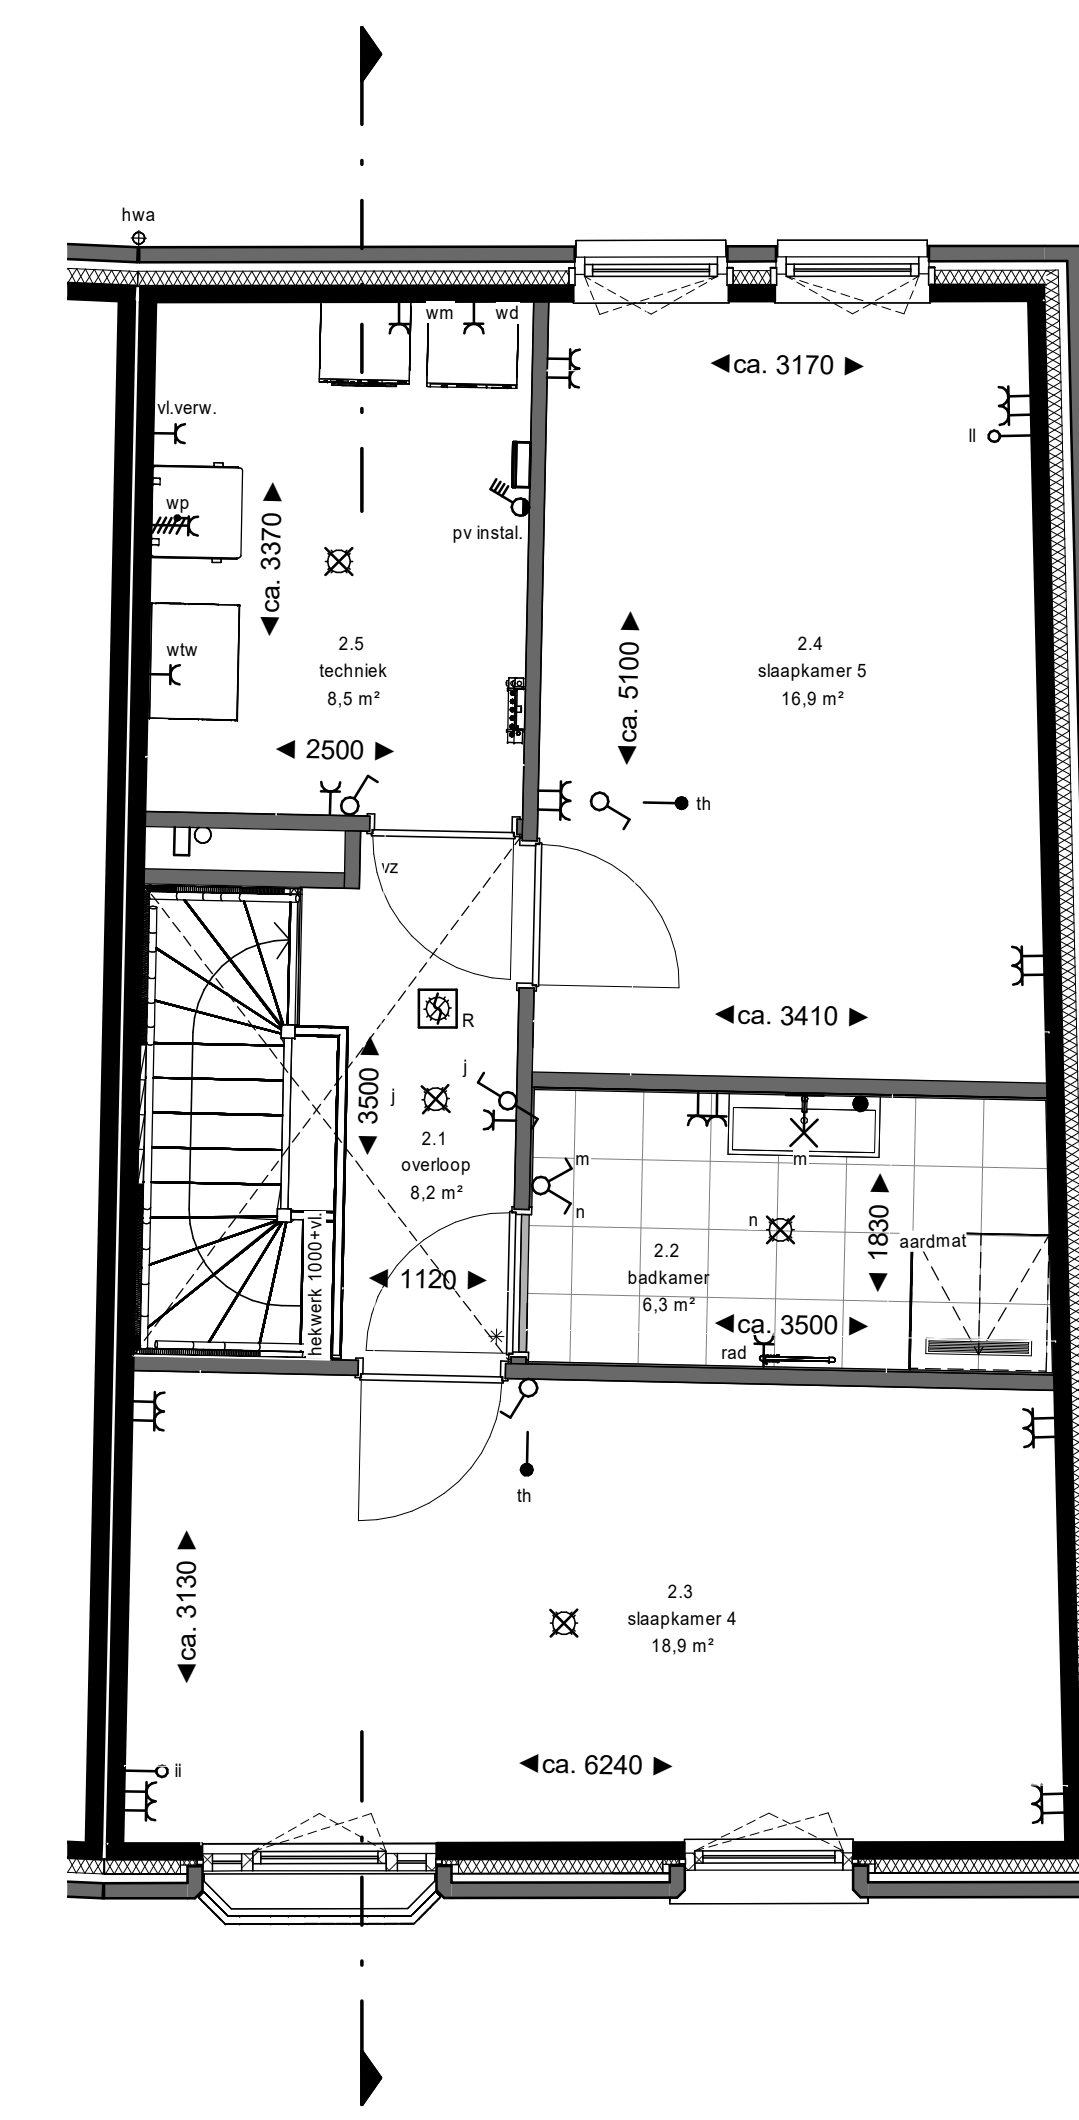 hwa
wm
wd
ca. 3170
vl.verw.
ll
wp
ca. 3370
pv instal.
wtw
2.5
techniek
8,5 m²
ca. 5100
2.4
slaapkamer 5
16,9 m²
2500
th
vz
R
ca. 3410
3500
j
j
2.1
overloop
8,2 m²
m
n
m
n
1830
aardmat
2.2
badkamer
6,3 m²
hekwerk 1000+vl.
1120
ca. 3500
rad
th
ca. 3130
2.3
slaapkamer 4
18,9 m²
ca. 6240
ii